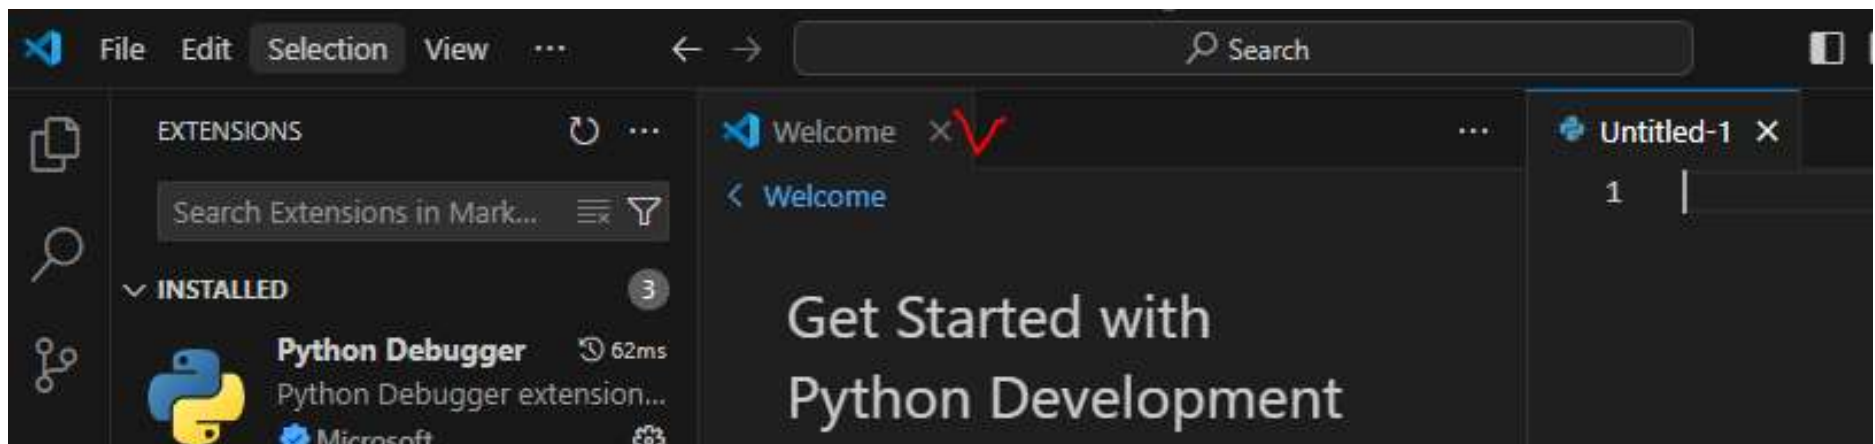 File Edit Selection View ... Search
EXTENSIONS ...
Welcome ...
Untitled-1
Search Extensions in Mark...
< Welcome
1
INSTALLED 3
Get Started with
Python Development
Python Debugger 62ms
Python Debugger extension...
Microsoft